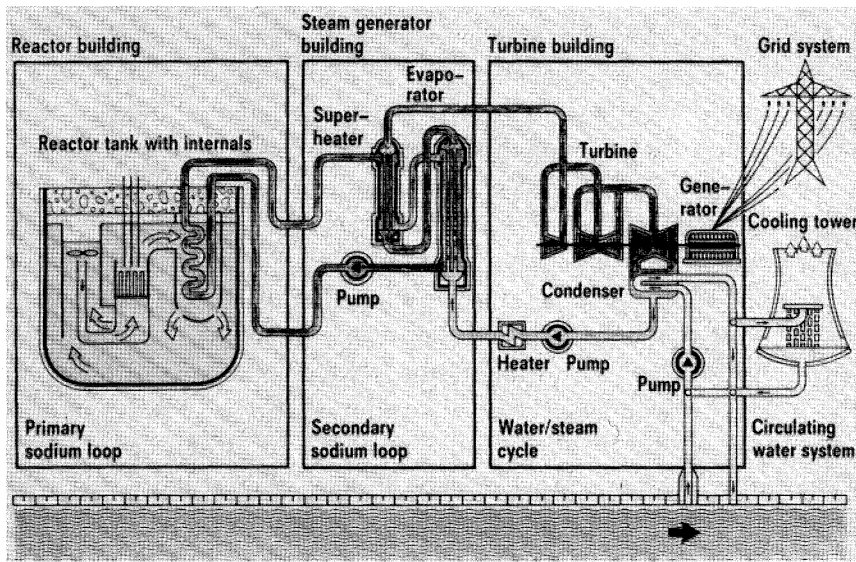 Reactor building
Steam generator
building
Turbine building
Grid system
Evapo-
rator
Super-
heater
Reactor tank with internals
Turbine
Gene-
rator
Cooling tower
Pump
Condenser
Heater
Pump
Pump
Primary
sodium loop
Secondary
sodium loop
Water/steam
cycle
Circulating
water system